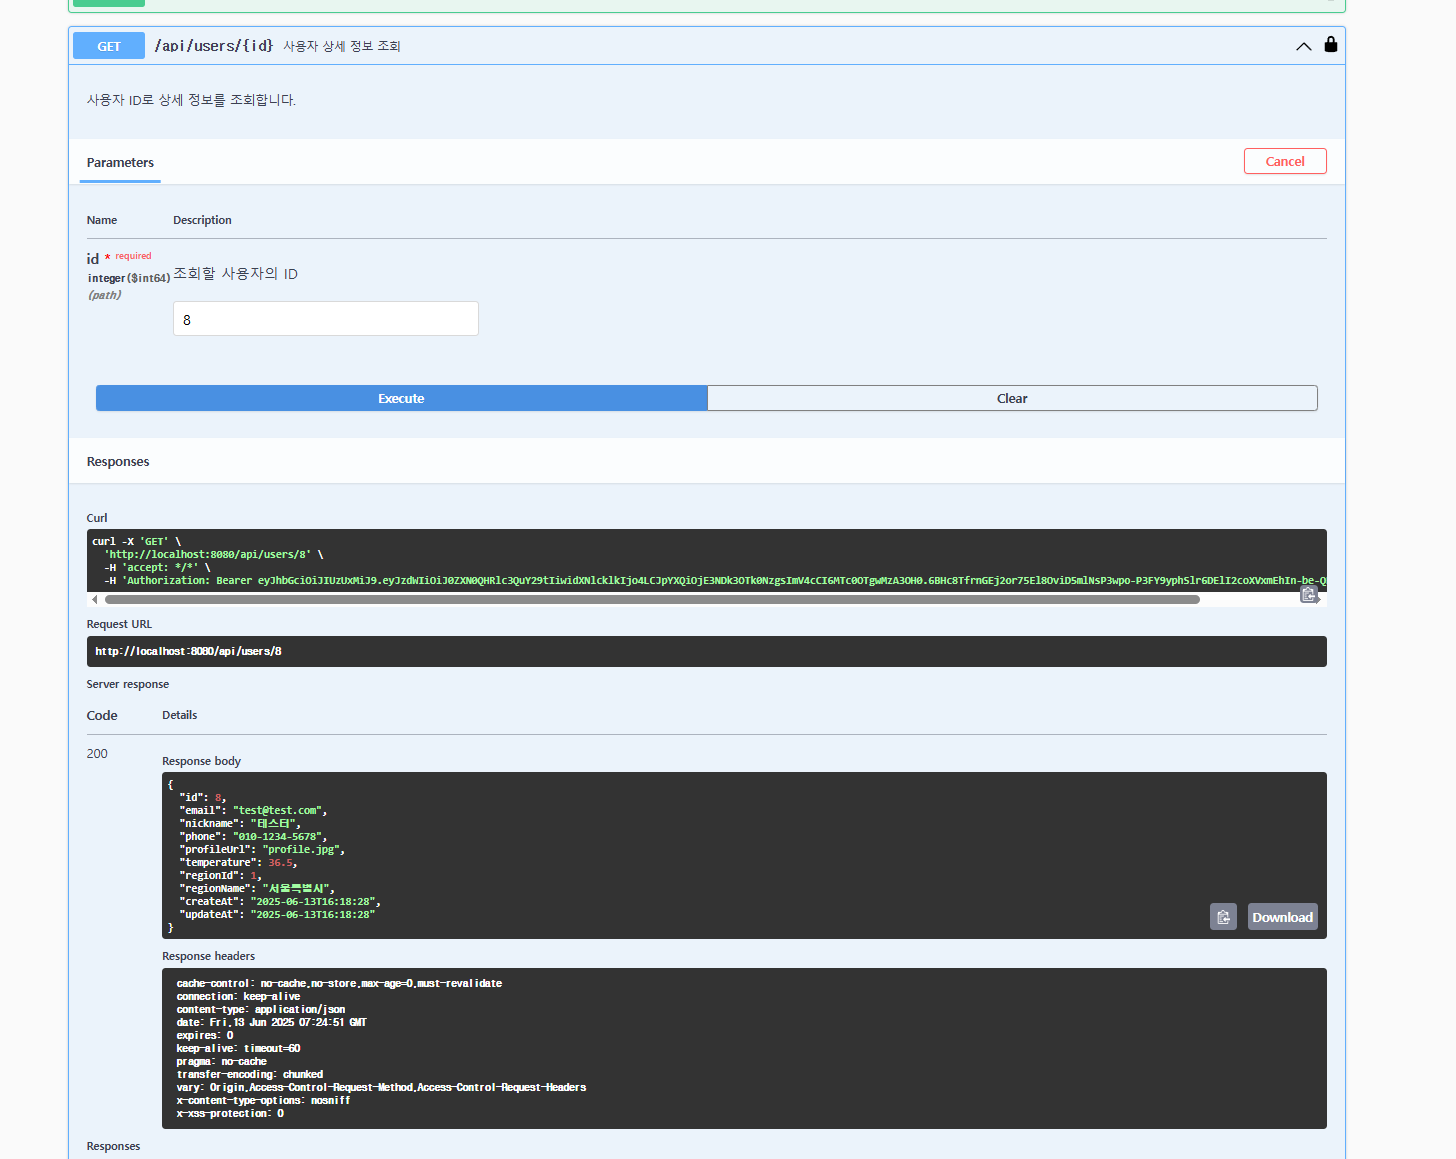 GET /api/users/{id} 사용자 상세 정보 조회
사용자 ID로 상세 정보를 조회합니다.
Parameters
Cancel
Name Description
id * required
integer($int64)
(path)
조회할 사용자의 ID
8
Execute Clear
Responses
Curl
curl -X 'GET' \
'http://localhost:8080/api/users/8' \
-H 'accept: */*' \
-H 'Authorization: Bearer
Request URL
http://localhost:8080/api/users/8
Server response
Code Details
200
Response body
{
"id": 8,
"email": "test@test.com",
"nickname": "테스터",
"phone": "010-1234-5678",
"profileUrl": "profile.jpg",
"temperature": 36.5,
"regionId": 1,
"regionName": "서울특별시",
"createAt": "2025-06-13T16:18:28",
"updateAt": "2025-06-13T16:18:28"
}
Download
Response headers
cache-control: no-cache,no-store,max-age=0,must-revalidate
connection: keep-alive
content-type: application/json
date: Fri,13 Jun 2025 07:24:51 GMT
expires: 0
keep-alive: timeout=60
pragma: no-cache
transfer-encoding: chunked
vary: Origin,Access-Control-Request-Method,Access-Control-Request-Headers
x-content-type-options: nosniff
x-xss-protection: 0
Responses